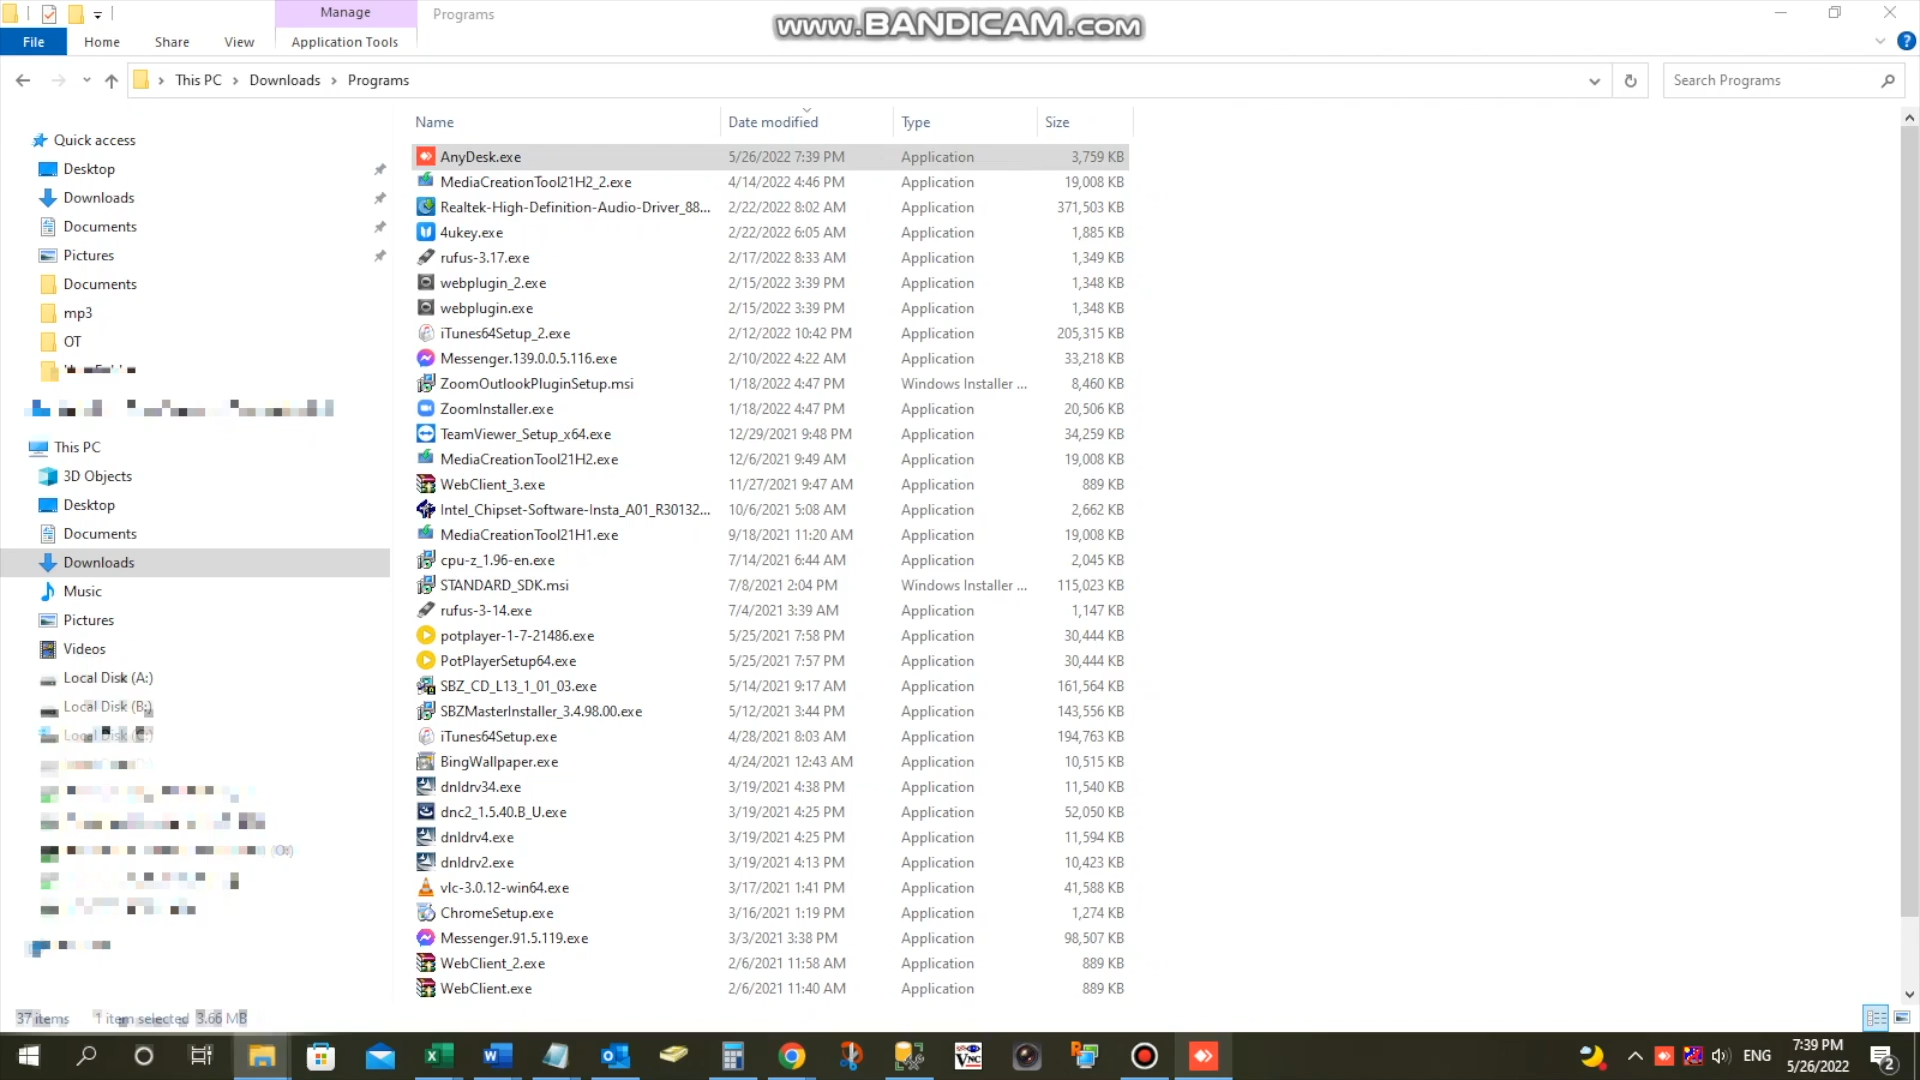 Manage
Programs
www.BANDICAM.com
File
Home
Share
View
Application Tools
This PC
Downloads
Programs
Search Programs
Name
Date modified
Type
Size
Quick access
Desktop
Downloads
Documents
Pictures
Documents
mp3
OT
This PC
3D Objects
Desktop
Documents
Downloads
Music
Pictures
Videos
Local Disk (A:)
Local Disk (B:)
AnyDesk.exe 5/26/2022 7:39 PM Application 3,759 KB
MediaCreationTool21H2_2.exe 4/14/2022 4:46 PM Application 19,008 KB
Realtek-High-Definition-Audio-Driver_88... 2/22/2022 8:02 AM Application 371,503 KB
4ukey.exe 2/22/2022 6:05 AM Application 1,885 KB
rufus-3.17.exe 2/17/2022 8:33 AM Application 1,349 KB
webplugin_2.exe 2/15/2022 3:39 PM Application 1,348 KB
webplugin.exe 2/15/2022 3:39 PM Application 1,348 KB
iTunes64Setup_2.exe 2/12/2022 10:42 PM Application 205,315 KB
Messenger.139.0.0.5.116.exe 2/10/2022 4:22 AM Application 33,218 KB
ZoomOutlookPluginSetup.msi 1/18/2022 4:47 PM Windows Installer ... 8,460 KB
ZoomInstaller.exe 1/18/2022 4:47 PM Application 20,506 KB
TeamViewer_Setup_x64.exe 12/29/2021 9:48 PM Application 34,259 KB
MediaCreationTool21H2.exe 12/6/2021 9:49 AM Application 19,008 KB
WebClient_3.exe 11/27/2021 9:47 AM Application 889 KB
Intel_Chipset-Software-Insta_A01_R30132... 10/6/2021 5:08 AM Application 2,662 KB
MediaCreationTool21H1.exe 9/18/2021 11:20 AM Application 19,008 KB
cpu-z_1.96-en.exe 7/14/2021 6:44 AM Application 2,045 KB
STANDARD_SDK.msi 7/8/2021 2:04 PM Windows Installer ... 115,023 KB
rufus-3-14.exe 7/4/2021 3:39 AM Application 1,147 KB
potplayer-1-7-21486.exe 5/25/2021 7:58 PM Application 30,444 KB
PotPlayerSetup64.exe 5/25/2021 7:57 PM Application 30,444 KB
SBZ_CD_L13_1_01_03.exe 5/14/2021 9:17 AM Application 161,564 KB
SBZMasterInstaller_3.4.98.00.exe 5/12/2021 3:44 PM Application 143,556 KB
iTunes64Setup.exe 4/28/2021 8:03 AM Application 194,763 KB
BingWallpaper.exe 4/24/2021 12:43 AM Application 10,515 KB
dnldrv34.exe 3/19/2021 4:38 PM Application 11,540 KB
dnc2_1.5.40.B_U.exe 3/19/2021 4:25 PM Application 52,050 KB
dnldrv4.exe 3/19/2021 4:25 PM Application 11,594 KB
dnldrv2.exe 3/19/2021 4:13 PM Application 10,423 KB
vlc-3.0.12-win64.exe 3/17/2021 1:41 PM Application 41,588 KB
ChromeSetup.exe 3/16/2021 1:19 PM Application 1,274 KB
Messenger.91.5.119.exe 3/3/2021 3:38 PM Application 98,507 KB
WebClient_2.exe 2/6/2021 11:58 AM Application 889 KB
WebClient.exe 2/6/2021 11:40 AM Application 889 KB
37 items 1 item selected 3.66 MB
VNC
ENG
7:39 PM
5/26/2022
2